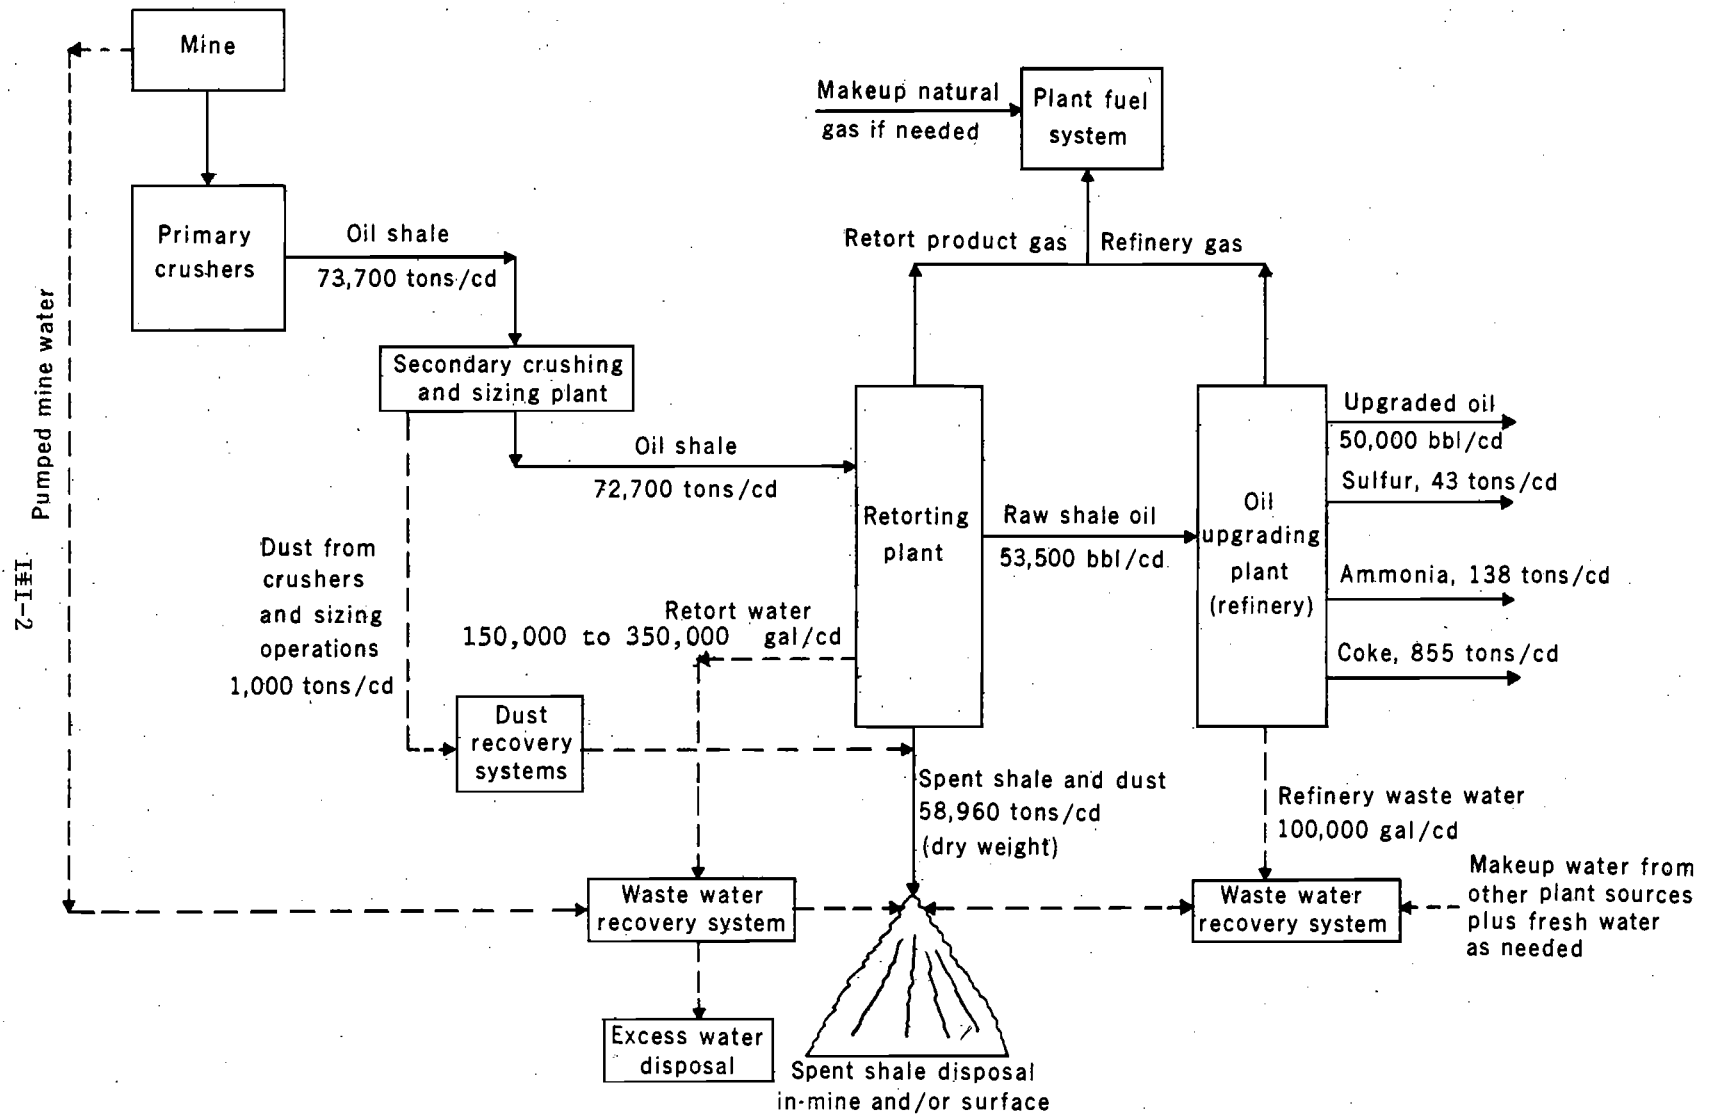 Mine
Makeup natural
gas if needed
Plant fuel
system
Primary
crushers
Oil shale
73,700 tons/cd
Retort product gas
Refinery gas
Pumped mine water
Secondary crushing
and sizing plant
Oil shale
72,700 tons/cd
Retorting
plant
Raw shale oil
53,500 bbl/cd
Oil
upgrading
plant
(refinery)
Upgraded oil
50,000 bbl/cd
Sulfur, 43 tons/cd
Ammonia, 138 tons/cd
Coke, 855 tons/cd
III-2
Dust from
crushers
and sizing
operations
1,000 tons/cd
Retort water
150,000 to 350,000 gal/cd
Dust
recovery
systems
Spent shale and dust
58,960 tons/cd
(dry weight)
Refinery waste water
100,000 gal/cd
Waste water
recovery system
Waste water
recovery system
Makeup water from
other plant sources
plus fresh water
as needed
Excess water
disposal
Spent shale disposal
in-mine and/or surface